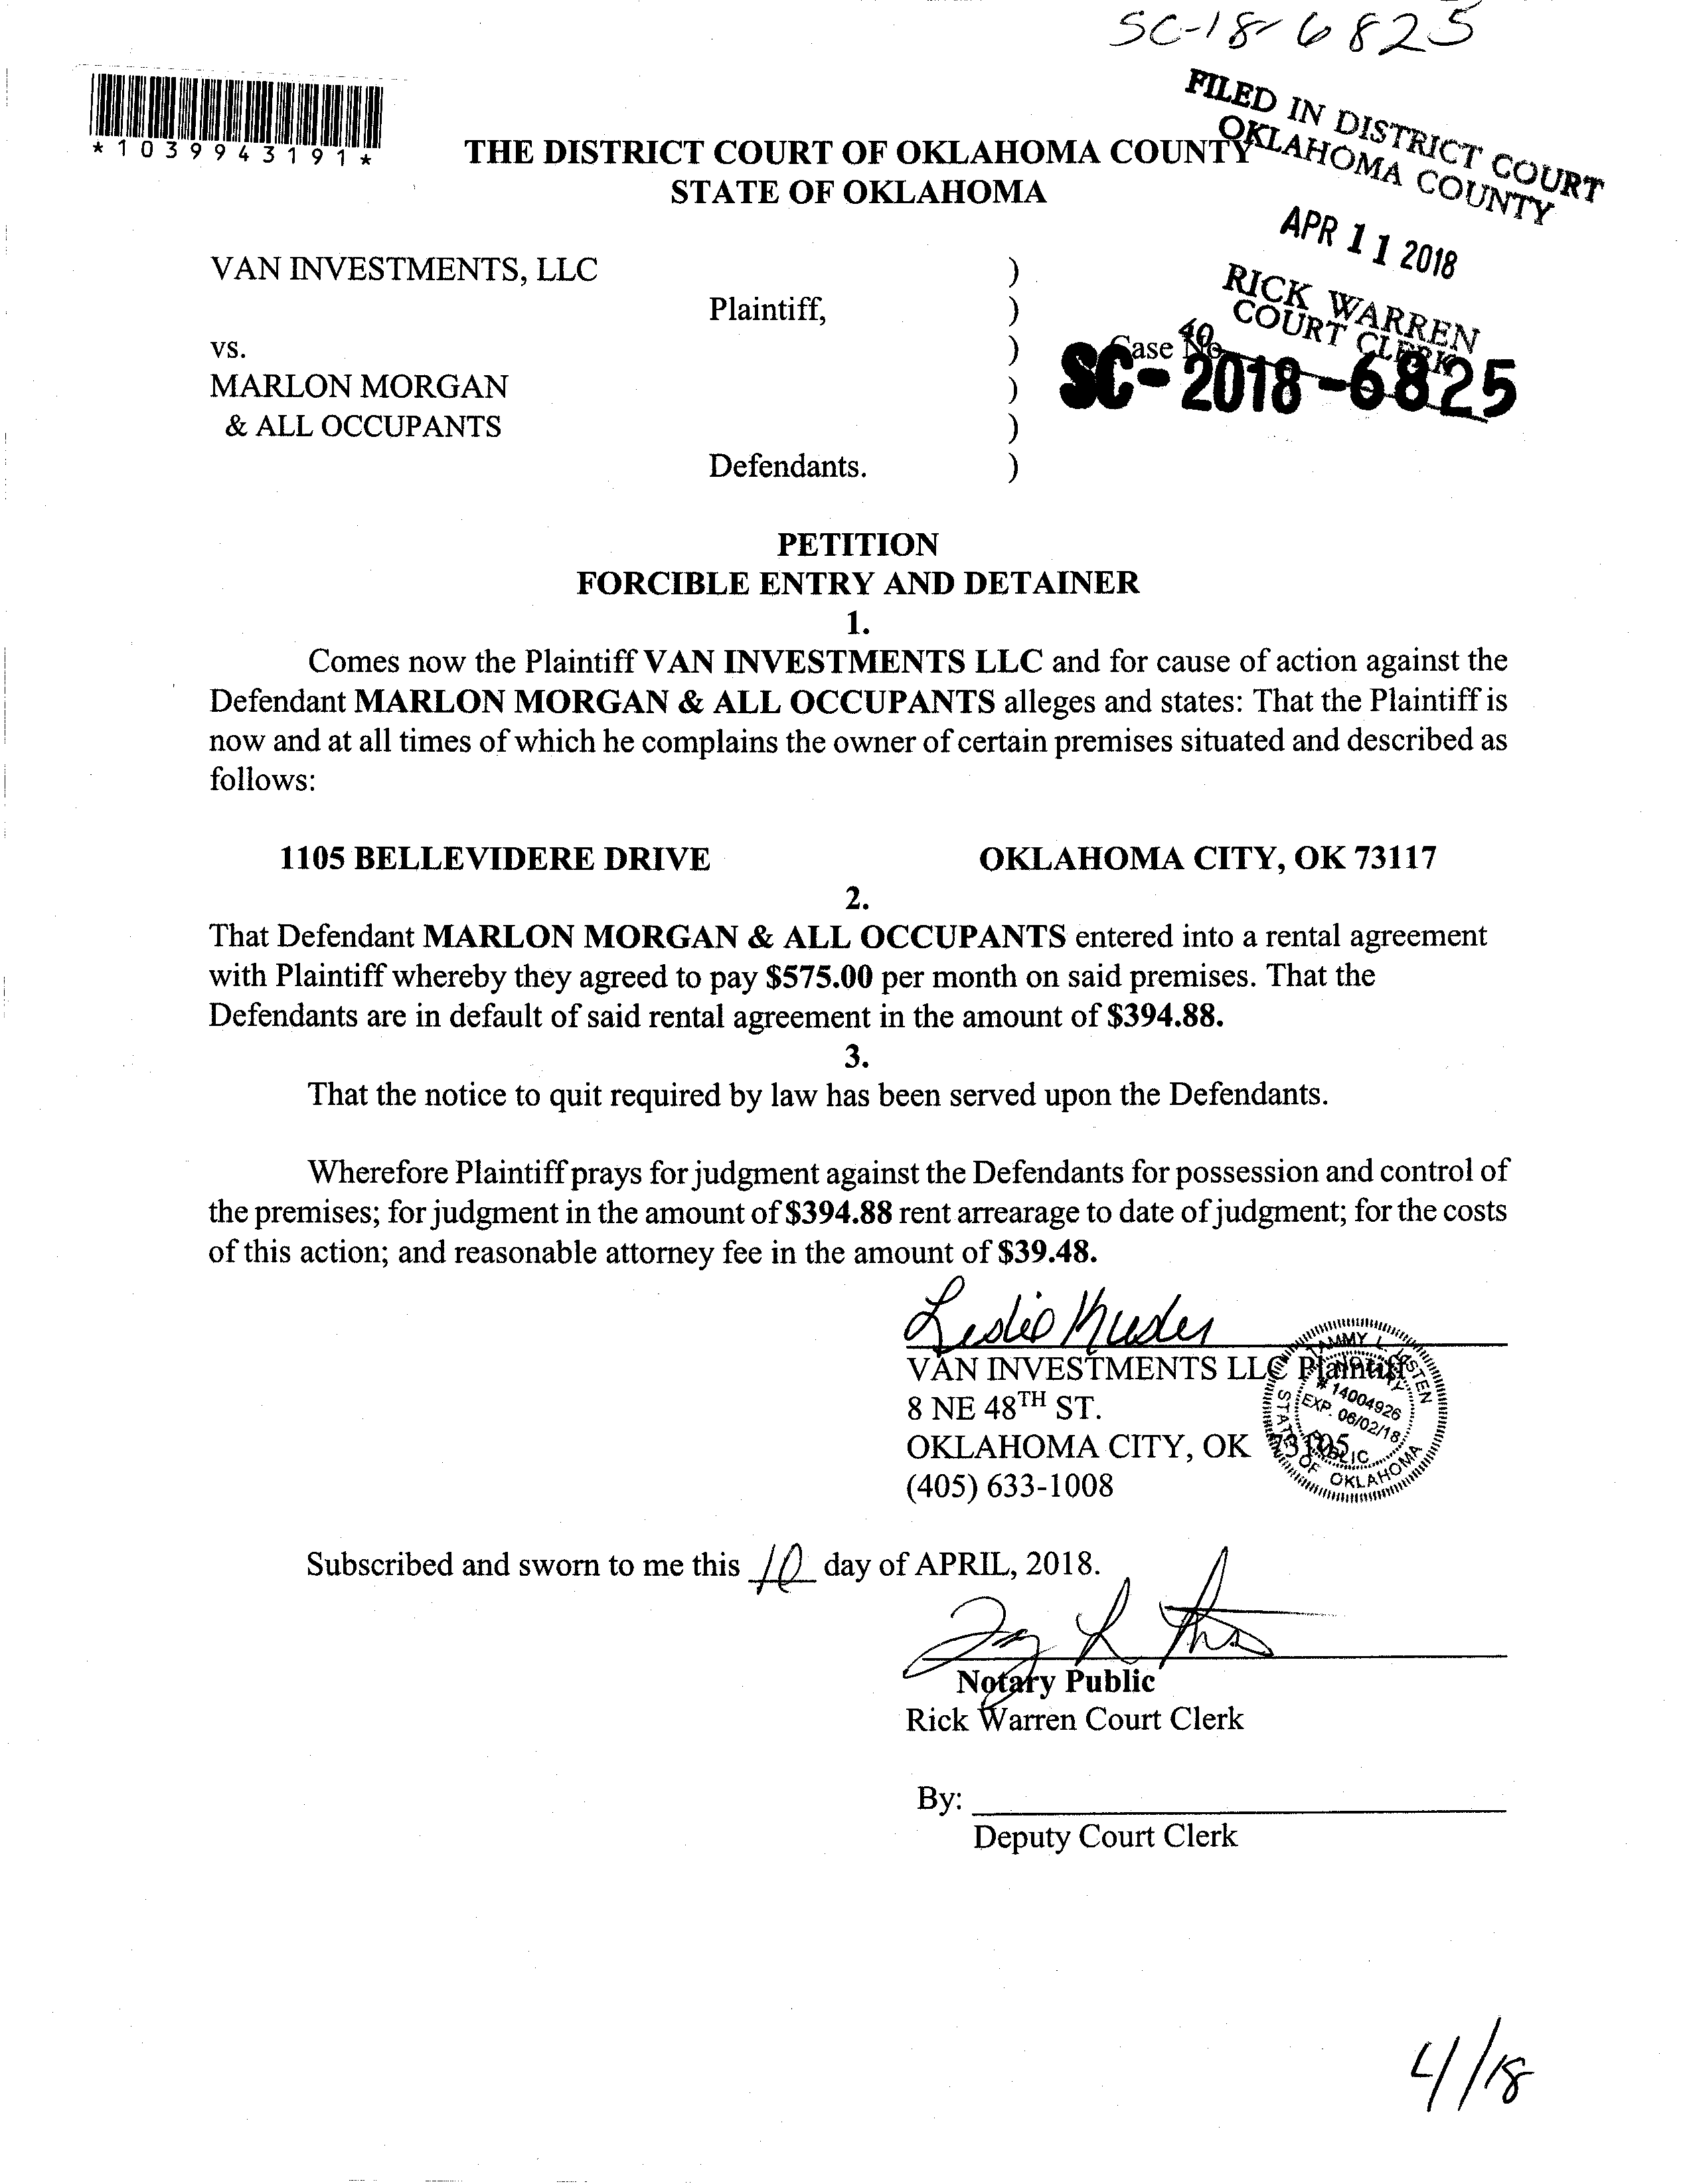 SC-18-6825
*1039943191*
FILED IN DISTRICT COURT
OKLAHOMA COUNTY
APR 11 2018
RICK WARREN
COURT CLERK
40
THE DISTRICT COURT OF OKLAHOMA COUNTY
STATE OF OKLAHOMA
VAN INVESTMENTS, LLC )
Plaintiff, )
vs. ) Case No.
SC-2018-6825
MARLON MORGAN )
& ALL OCCUPANTS )
Defendants. )
PETITION
FORCIBLE ENTRY AND DETAINER
1.
Comes now the Plaintiff VAN INVESTMENTS LLC and for cause of action against the
Defendant MARLON MORGAN & ALL OCCUPANTS alleges and states: That the Plaintiff is
now and at all times of which he complains the owner of certain premises situated and described as
follows:
1105 BELLEVIDERE DRIVE OKLAHOMA CITY, OK 73117
2.
That Defendant MARLON MORGAN & ALL OCCUPANTS entered into a rental agreement
with Plaintiff whereby they agreed to pay $575.00 per month on said premises. That the
Defendants are in default of said rental agreement in the amount of $394.88.
3.
That the notice to quit required by law has been served upon the Defendants.
Wherefore Plaintiff prays for judgment against the Defendants for possession and control of
the premises; for judgment in the amount of $394.88 rent arrearage to date of judgment; for the costs
of this action; and reasonable attorney fee in the amount of $39.48.
Leslie
VAN INVESTMENTS LLC Plaintiff
8 NE 48TH ST.
OKLAHOMA CITY, OK 73105
(405) 633-1008
TAMMY L.
NOTARY
# 14004926
EXP. 06/02/18
PUBLIC
STATE OF OKLAHOMA
Subscribed and sworn to me this 10 day of APRIL, 2018.
Notary Public
Rick Warren Court Clerk
By:
Deputy Court Clerk
4/18